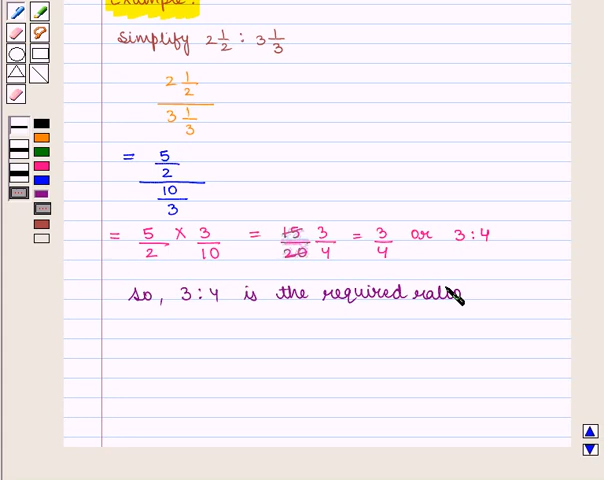 Example:
Simplify 2 1/2 : 3 1/3
2 1/2
3 1/3
= 5/2
10/3
= 5/2 × 3/10 = 15/20 3/4 = 3/4 or 3:4
So, 3:4 is the required ratio